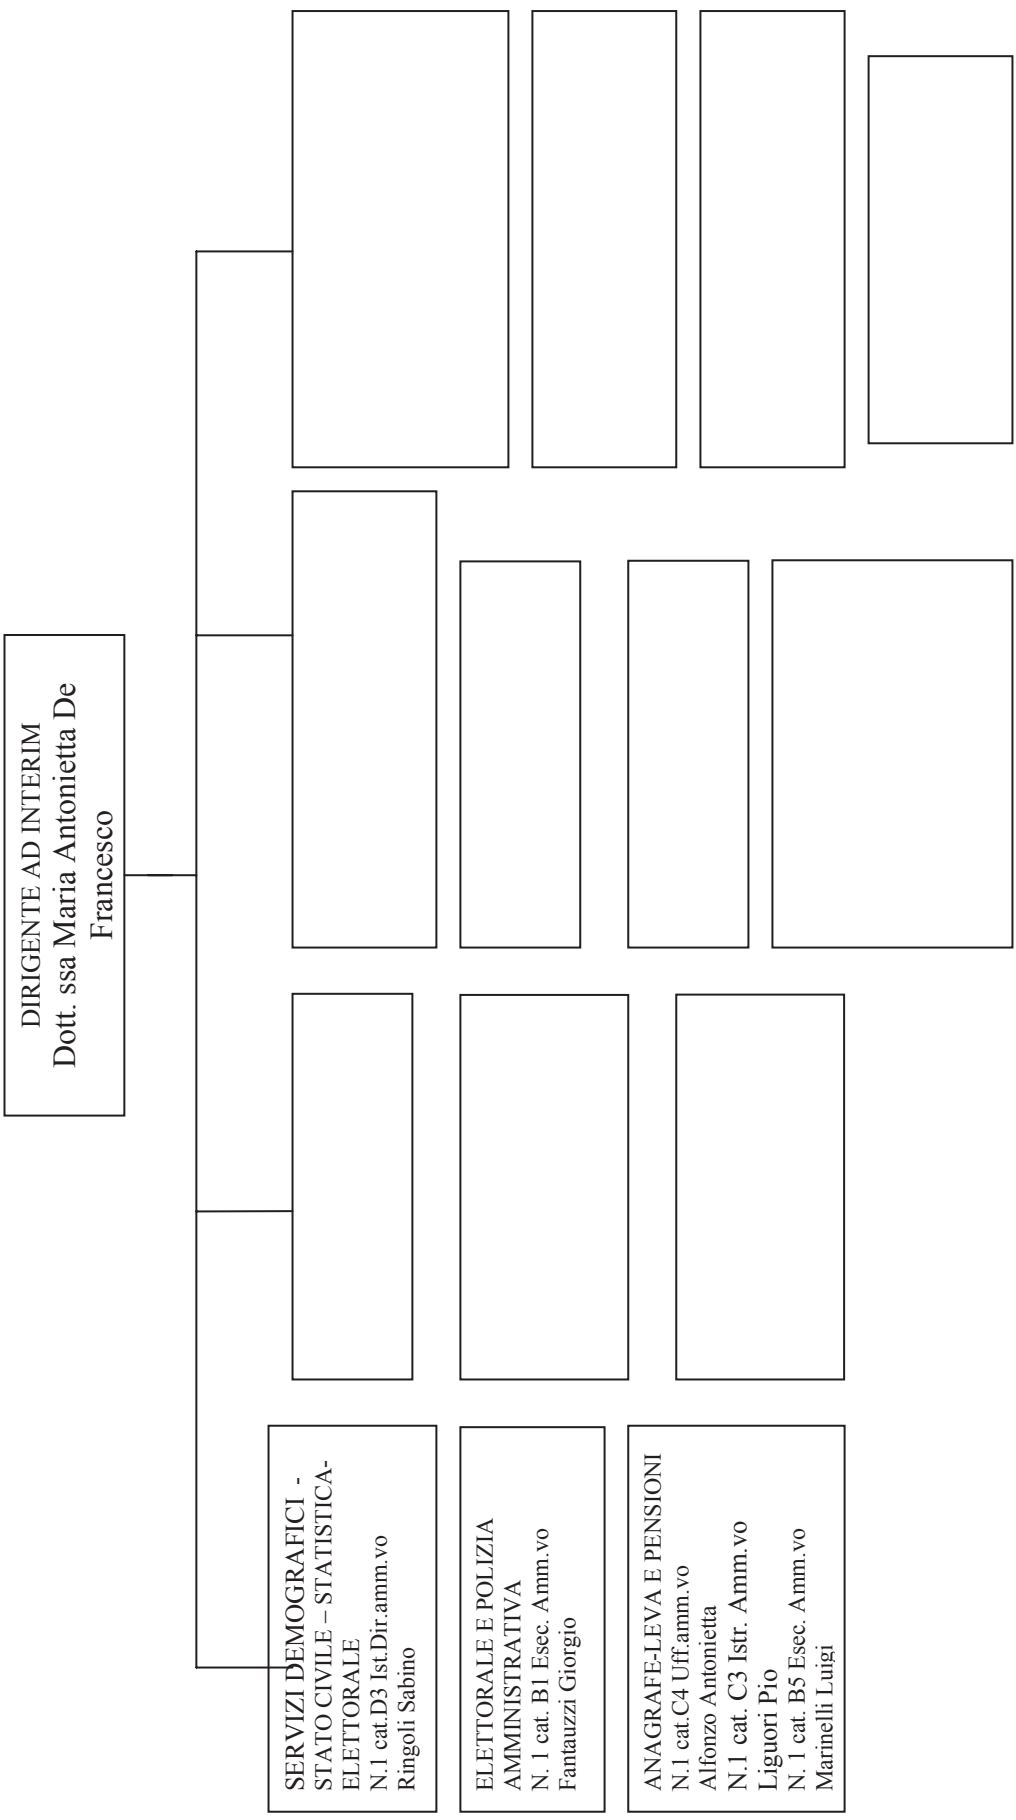 DIRIGENTE AD INTERIM
Dott. ssa Maria Antonietta De
Francesco
SERVIZI DEMOGRAFICI -
STATO CIVILE – STATISTICA-
ELETTORALE
N.1 cat.D3 Ist.Dir.amm.vo
Ringoli Sabino
ELETTORALE E POLIZIA
AMMINISTRATIVA
N. 1 cat. B1 Esec. Amm.vo
Fantauzzi Giorgio
ANAGRAFE-LEVA E PENSIONI
N.1 cat.C4 Uff.amm.vo
Alfonzo Antonietta
N.1 cat. C3 Istr. Amm.vo
Liguori Pio
N. 1 cat. B5 Esec. Amm.vo
Marinelli Luigi